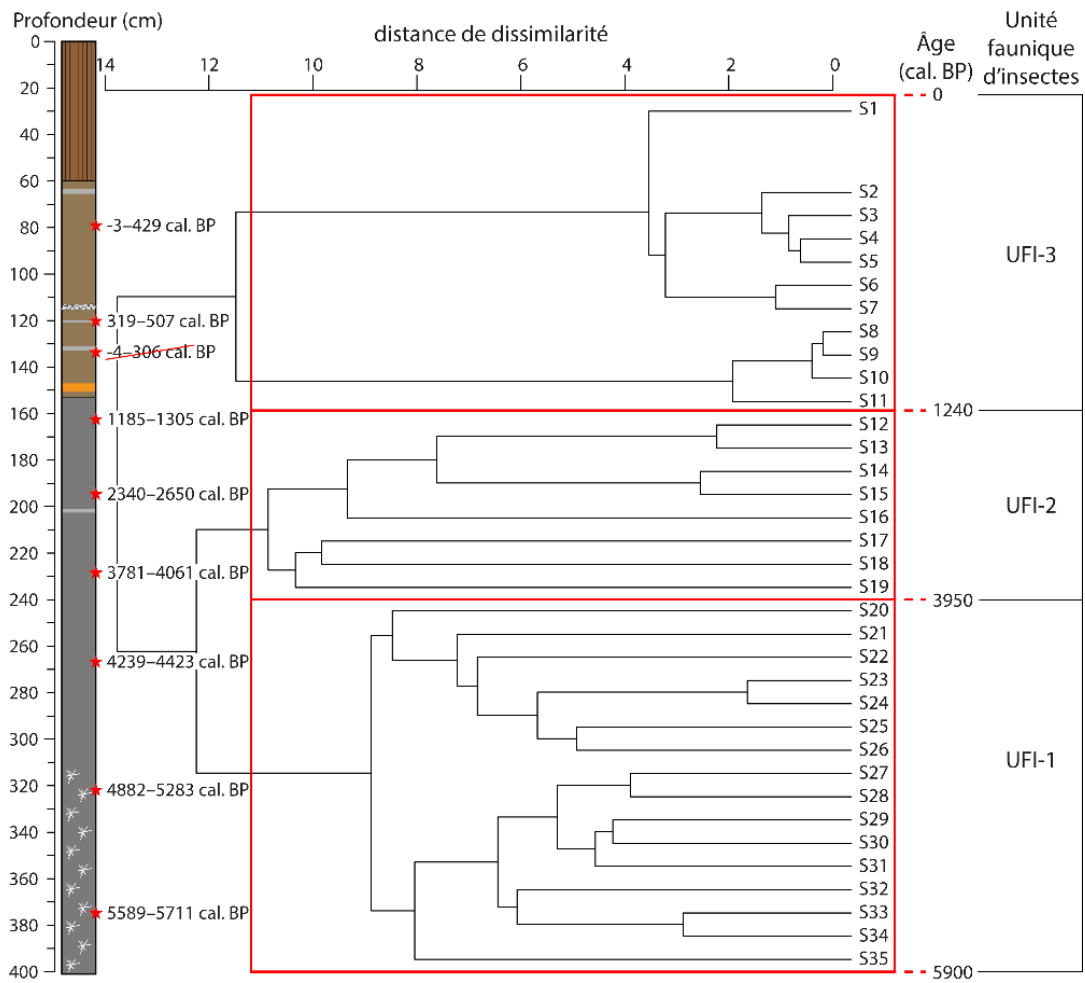 Profondeur (cm)
distance de dissimilarité
Âge
(cal. BP)
Unité
faunique
d'insectes
14 12 10 8 6 4 2 0
0
20
40
60
80
100
120
140
160
180
200
220
240
260
280
300
320
340
360
380
400
-3–429 cal. BP
319–507 cal. BP
-4–306 cal. BP
1185–1305 cal. BP
2340–2650 cal. BP
3781–4061 cal. BP
4239–4423 cal. BP
4882–5283 cal. BP
5589–5711 cal. BP
S1
S2
S3
S4
S5
S6
S7
S8
S9
S10
S11
S12
S13
S14
S15
S16
S17
S18
S19
S20
S21
S22
S23
S24
S25
S26
S27
S28
S29
S30
S31
S32
S33
S34
S35
0
1240
3950
5900
UFI-3
UFI-2
UFI-1